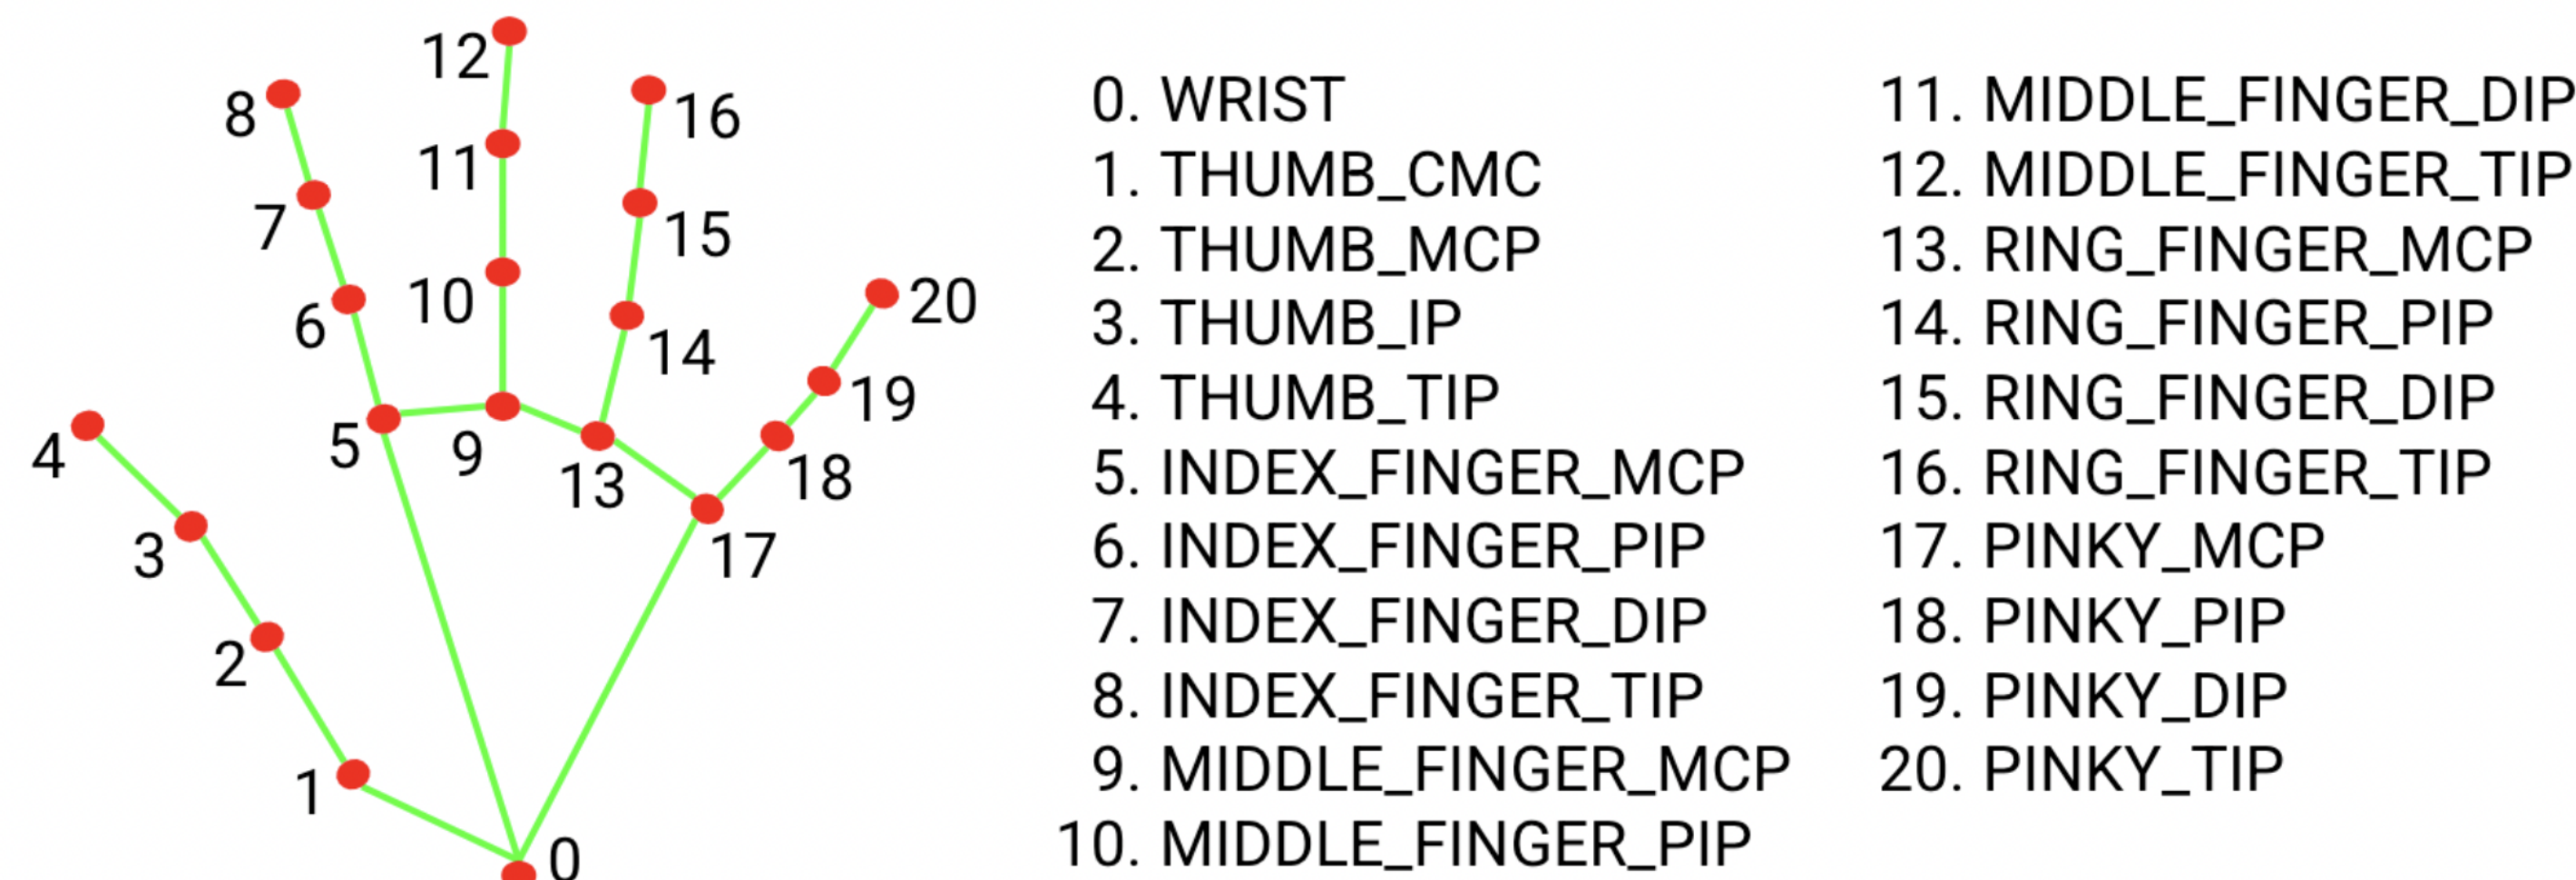 12
8
16
11
7
15
10
20
6
14
19
4
5
9
18
13
3
17
2
1
0
0. WRIST
1. THUMB_CMC
2. THUMB_MCP
3. THUMB_IP
4. THUMB_TIP
5. INDEX_FINGER_MCP
6. INDEX_FINGER_PIP
7. INDEX_FINGER_DIP
8. INDEX_FINGER_TIP
9. MIDDLE_FINGER_MCP
10. MIDDLE_FINGER_PIP
11. MIDDLE_FINGER_DIP
12. MIDDLE_FINGER_TIP
13. RING_FINGER_MCP
14. RING_FINGER_PIP
15. RING_FINGER_DIP
16. RING_FINGER_TIP
17. PINKY_MCP
18. PINKY_PIP
19. PINKY_DIP
20. PINKY_TIP